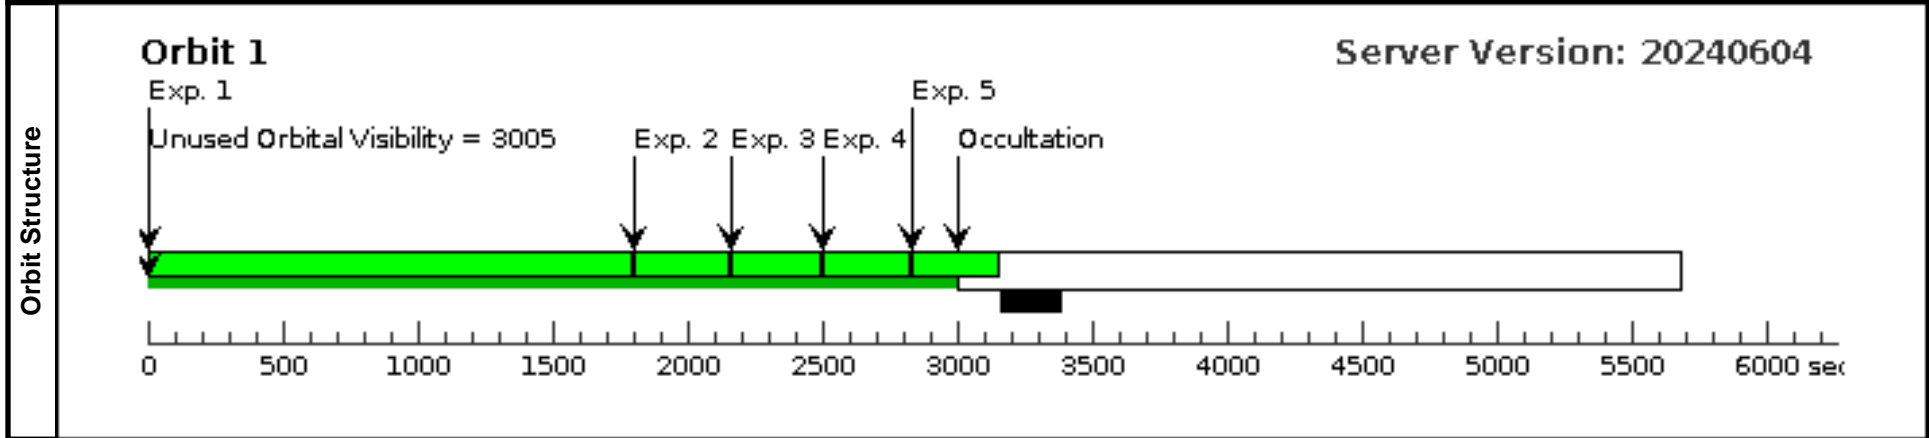 Orbit Structure
Orbit 1
Server Version: 20240604
Exp. 1
Exp. 5
Unused Orbital Visibility = 3005
Exp. 2 Exp. 3 Exp. 4
Occultation
0 500 1000 1500 2000 2500 3000 3500 4000 4500 5000 5500 6000 sec